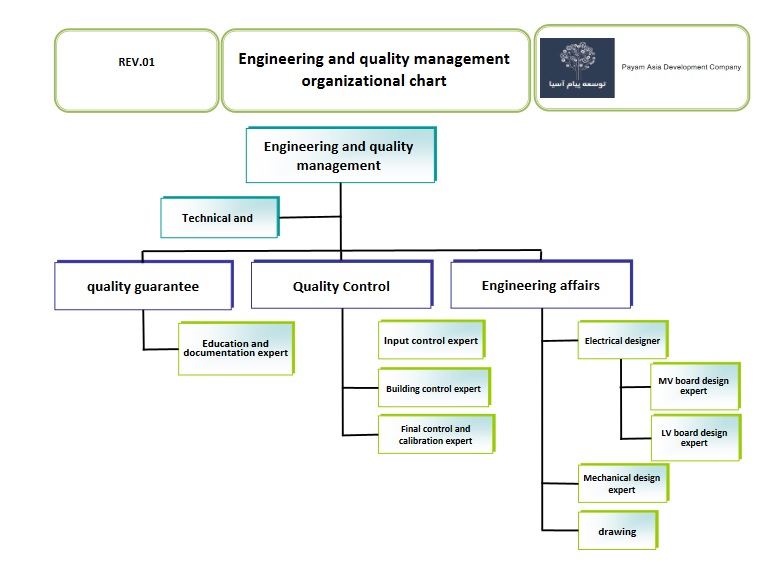 REV.01
Engineering and quality management
organizational chart
توسعه پیام آسیا
Payam Asia Development Company
Engineering and quality
management
Technical and
quality guarantee
Quality Control
Engineering affairs
Education and
documentation expert
Input control expert
Building control expert
Final control and
calibration expert
Electrical designer
MV board design
expert
LV board design
expert
Mechanical design
expert
drawing